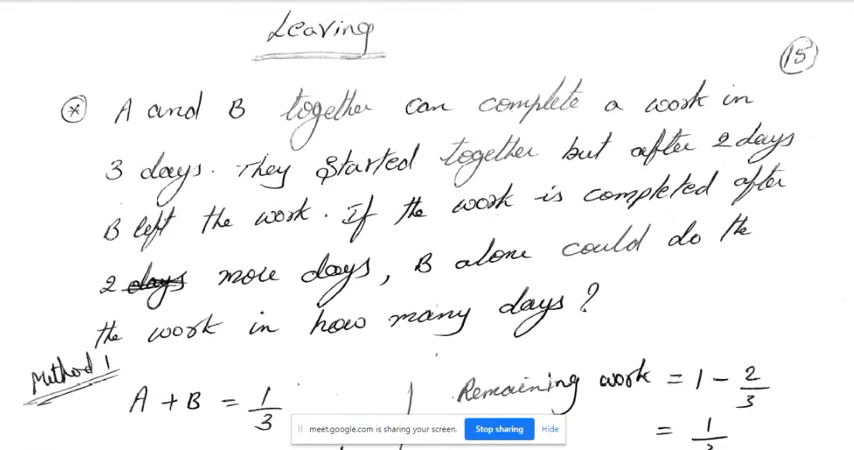 Leaving
15
* A and B together can complete a work in
3 days. They started together but after 2 days
B left the work. If the work is completed after
2 days more days, B alone could do the
the work in how many days?
Method 1
A + B = 1/3
Remaining work = 1 - 2/3
= 1/3
meet.google.com is sharing your screen. Stop sharing Hide